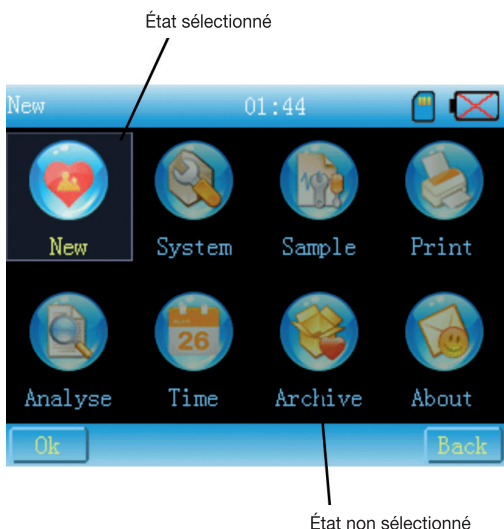 État sélectionné
New 01:44
New System Sample Print
26
Analyse Time Archive About
Ok Back
État non sélectionné